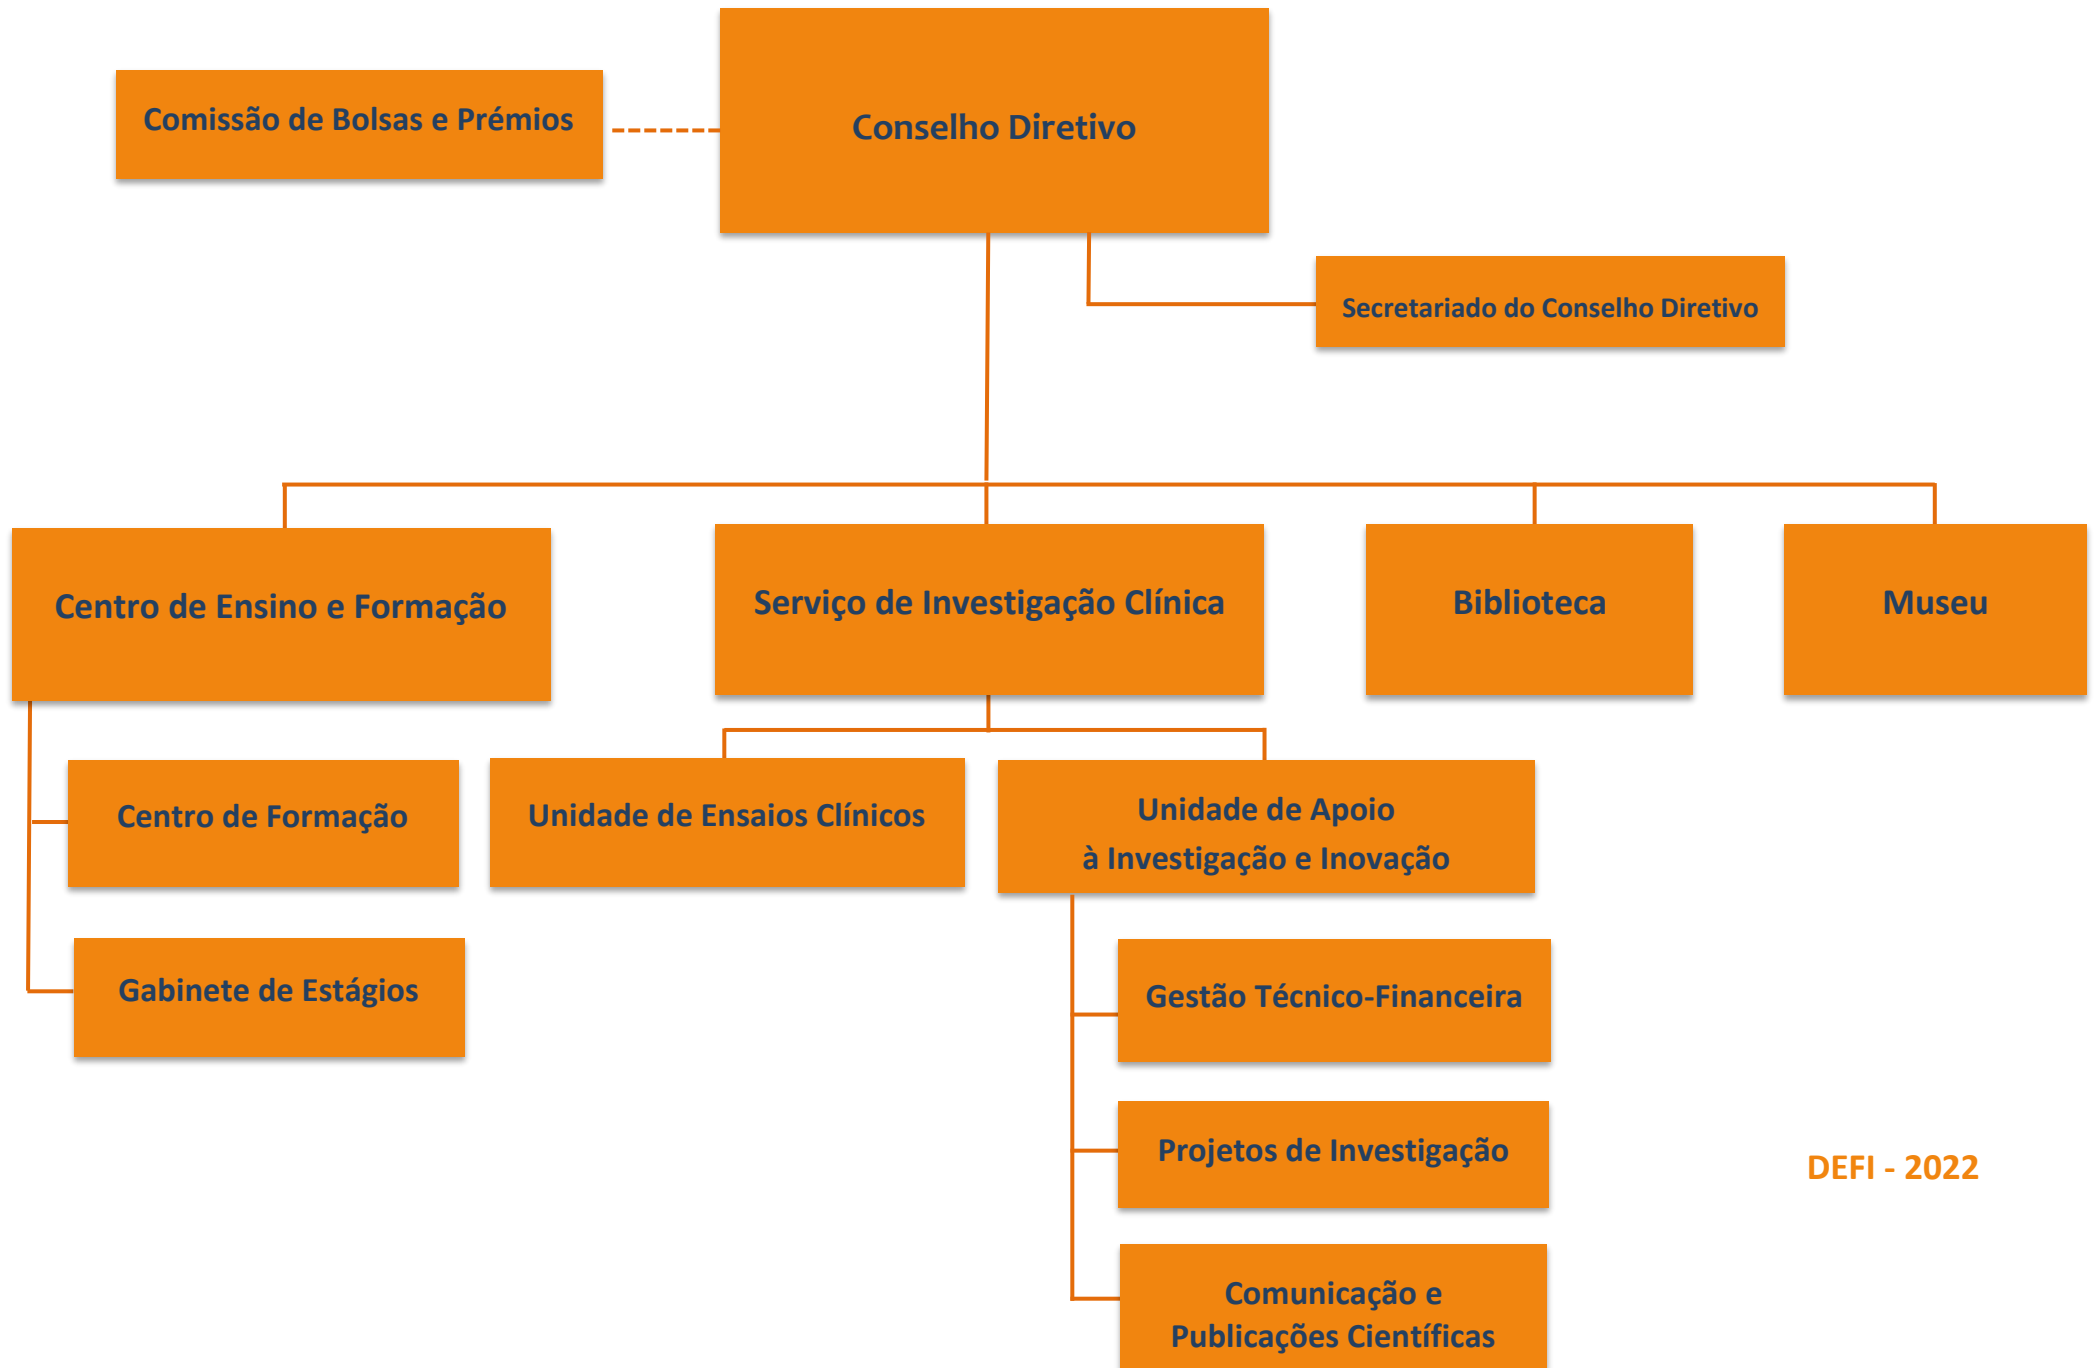 Comissão de Bolsas e Prémios
Conselho Diretivo
Secretariado do Conselho Diretivo
Centro de Ensino e Formação
Serviço de Investigação Clínica
Biblioteca
Museu
Centro de Formação
Unidade de Ensaios Clínicos
Unidade de Apoio
à Investigação e Inovação
Gabinete de Estágios
Gestão Técnico-Financeira
Projetos de Investigação
DEFI - 2022
Comunicação e
Publicações Científicas